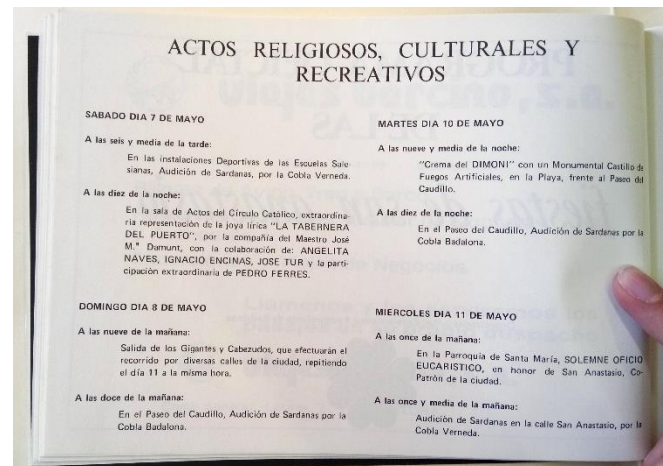 ACTOS RELIGIOSOS, CULTURALES Y
RECREATIVOS
SABADO DIA 7 DE MAYO
A las seis y media de la tarde:
En las instalaciones Deportivas de las Escuelas Sale-
sianas, Audición de Sardanas, por la Cobla Verneda.
A las diez de la noche:
En la sala de Actos del Círculo Católico, extraordina-
ria representación de la joya lírica "LA TABERNERA
DEL PUERTO", por la compañía del Maestro José
M.ª Damunt, con la colaboración de: ANGELITA
NAVES, IGNACIO ENCINAS, JOSE TUR y la parti-
cipación extraordinaria de PEDRO FERRES.
DOMINGO DIA 8 DE MAYO
A las nueve de la mañana:
Salida de los Gigantes y Cabezudos, que efectuarán el
recorrido por diversas calles de la ciudad, repitiendo
el día 11 a la misma hora.
A las doce de la mañana:
En el Paseo del Caudillo, Audición de Sardanas por la
Cobla Badalona.
MARTES DIA 10 DE MAYO
A las nueve y media de la noche:
"Crema del DIMONI" con un Monumental Castillo de
Fuegos Artificiales, en la Playa, frente al Paseo del
Caudillo.
A las diez de la noche:
En el Paseo del Caudillo, Audición de Sardanas por la
Cobla Badalona.
MIERCOLES DIA 11 DE MAYO
A las once de la mañana:
En la Parroquia de Santa María, SOLEMNE OFICIO
EUCARISTICO, en honor de San Anastasio, Co-
Patrón de la ciudad.
A las once y media de la mañana:
Audición de Sardanas en la calle San Anastasio, por la
Cobla Verneda.